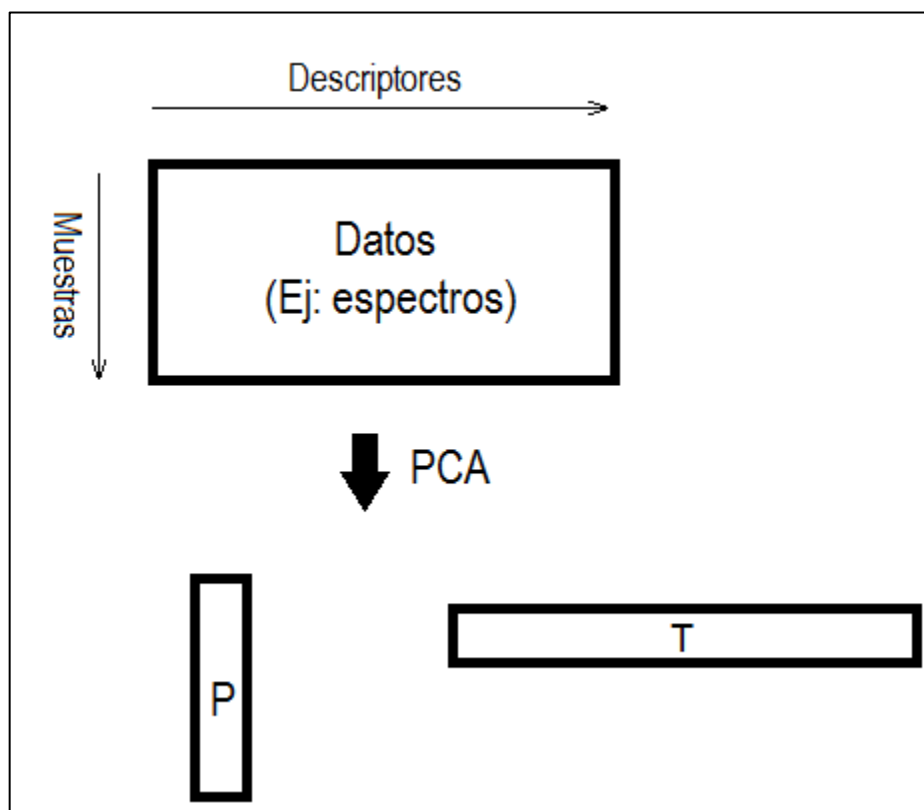 Descriptores
Muestras
Datos
(Ej: espectros)
PCA
T
P